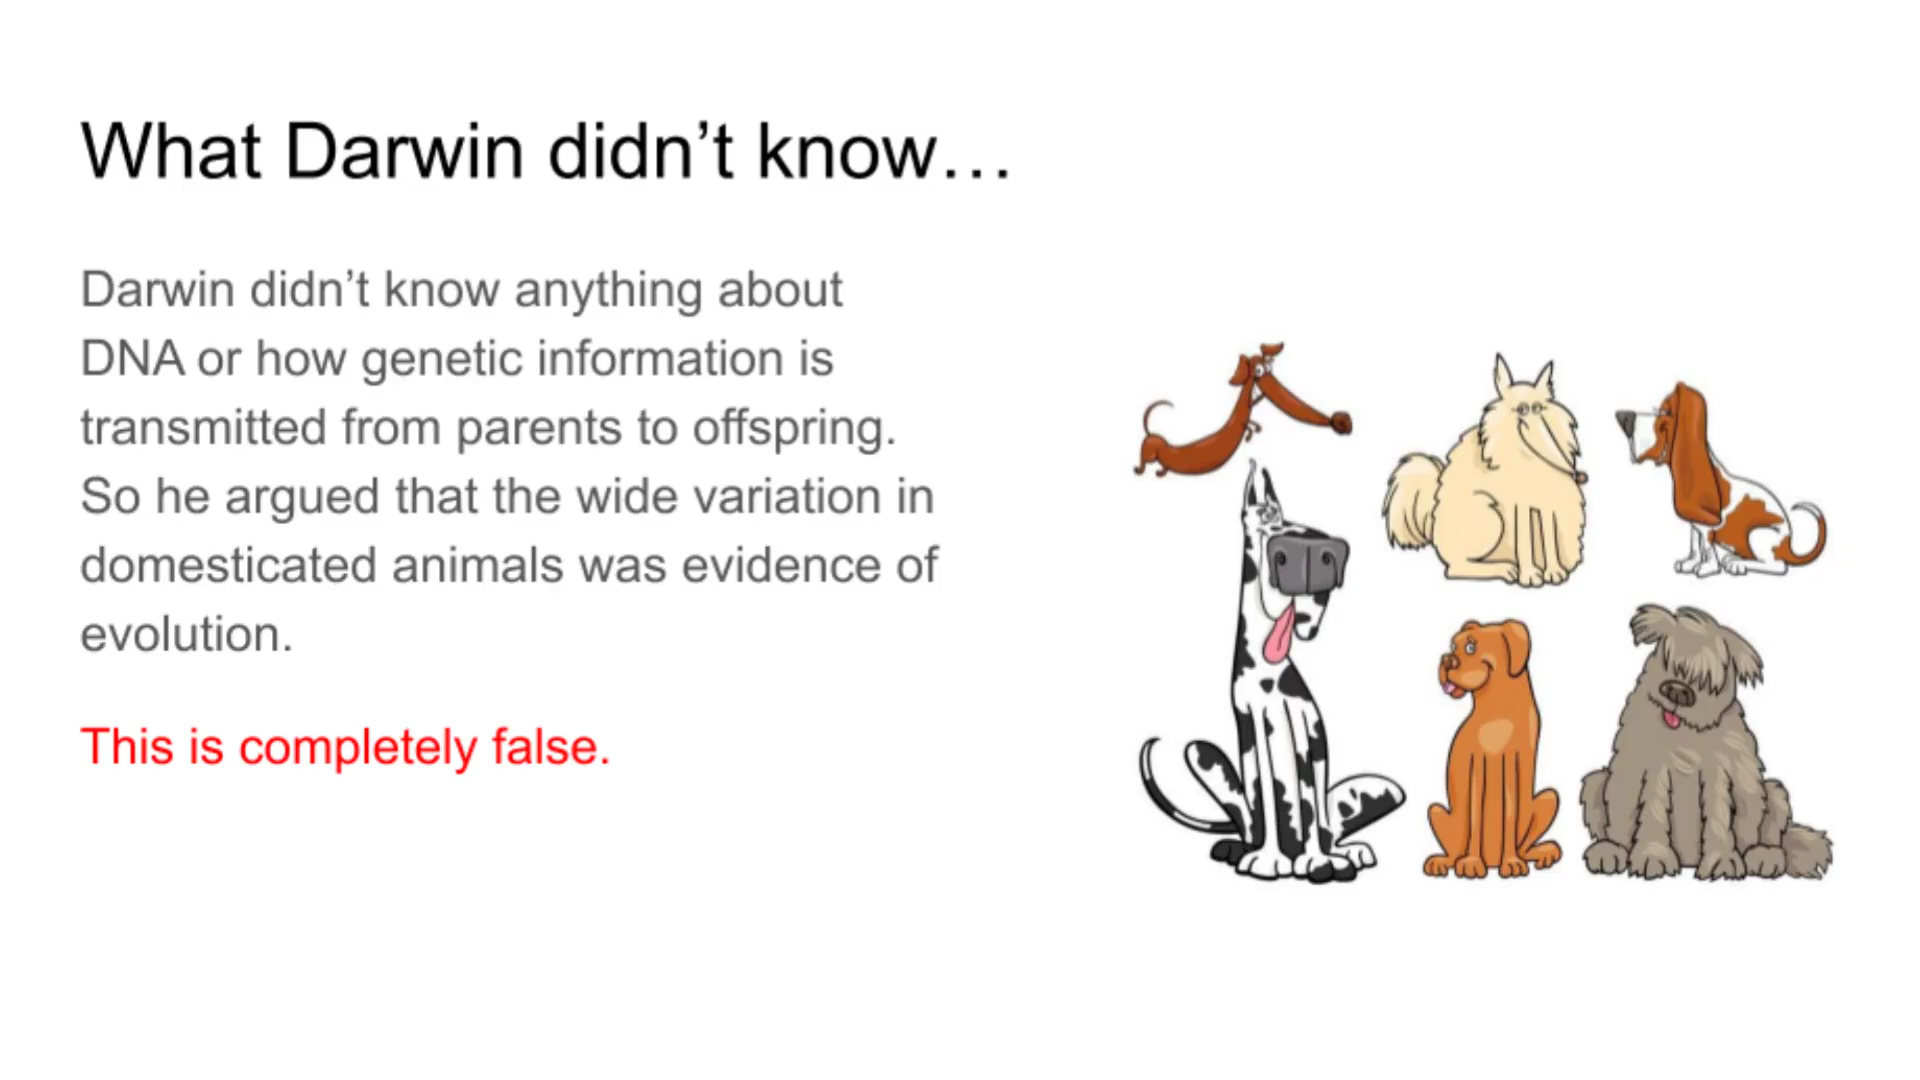 What Darwin didn’t know…
Darwin didn’t know anything about
DNA or how genetic information is
transmitted from parents to offspring.
So he argued that the wide variation in
domesticated animals was evidence of
evolution.
This is completely false.